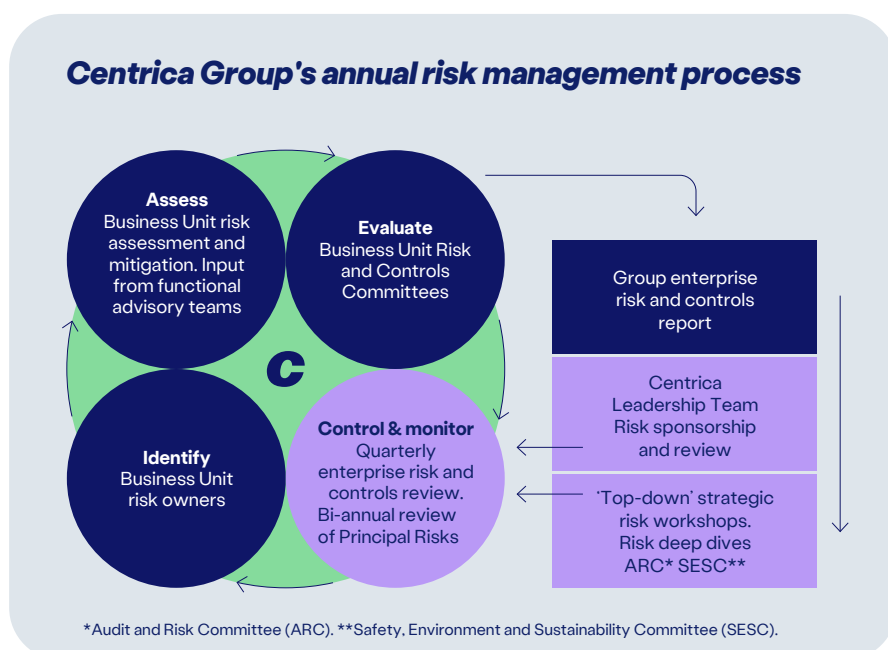 Centrica Group's annual risk management process
Assess
Business Unit risk
assessment and
mitigation. Input
from functional
advisory teams
Evaluate
Business Unit Risk
and Controls
Committees
Identify
Business Unit
risk owners
Control & monitor
Quarterly
enterprise risk and
controls review.
Bi-annual review
of Principal Risks
C
Group enterprise
risk and controls
report
Centrica
Leadership Team
Risk sponsorship
and review
‘Top-down’ strategic
risk workshops.
Risk deep dives
ARC* SESC**
*Audit and Risk Committee (ARC). **Safety, Environment and Sustainability Committee (SESC).